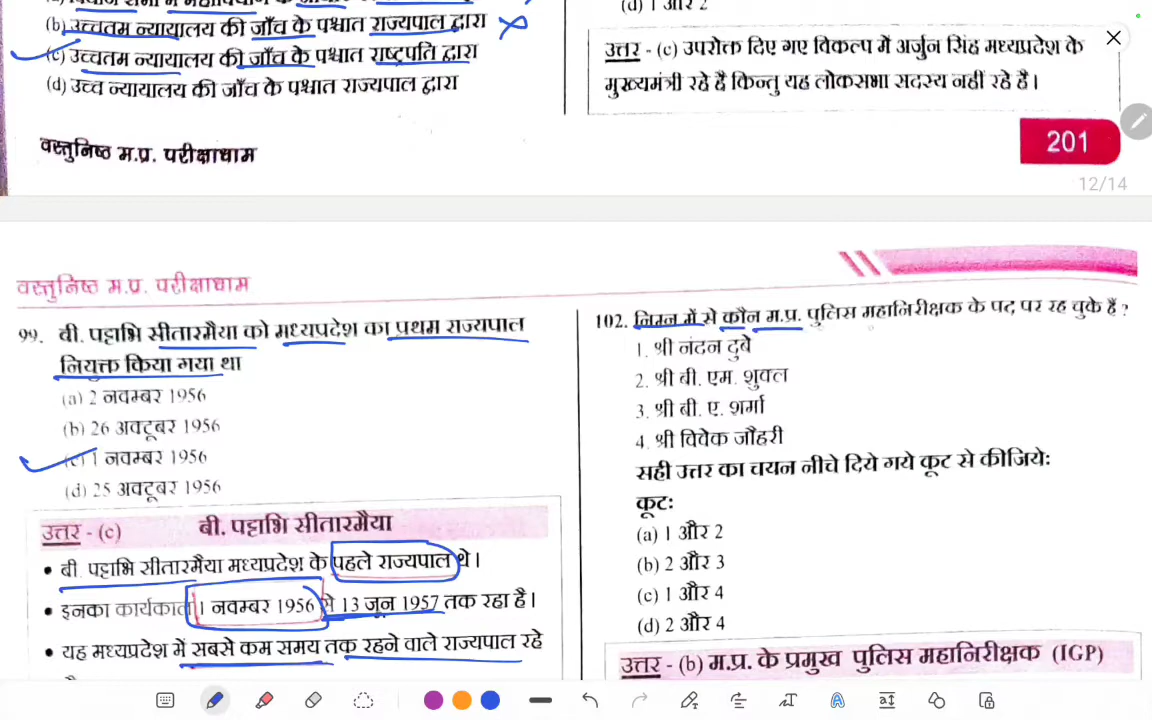 (b) उच्चतम न्यायालय की जाँच के पश्चात राज्यपाल द्वारा
(c) उच्चतम न्यायालय की जाँच के पश्चात राष्ट्रपति द्वारा
(d) उच्च न्यायालय की जाँच के पश्चात राज्यपाल द्वारा
(d) 1 और 2
उत्तर - (c) उपरोक्त दिए गए विकल्प में अर्जुन सिंह मध्यप्रदेश के
मुख्यमंत्री रहे है किन्तु यह लोकसभा सदस्य नहीं रहे है।
वस्तुनिष्ठ म.प्र. परीक्षाधाम
201
12/14
वस्तुनिष्ठ म.प्र. परीक्षाधाम
99. बी. पट्टाभि सीतारमैया को मध्यप्रदेश का प्रथम राज्यपाल
नियुक्त किया गया था
(a) 2 नवम्बर 1956
(b) 26 अक्टूबर 1956
(c) 1 नवम्बर 1956
(d) 25 अक्टूबर 1956
उत्तर - (c) बी. पट्टाभि सीतारमैया
• बी. पट्टाभि सीतारमैया मध्यप्रदेश के पहले राज्यपाल थे।
• इनका कार्यकाल 1 नवम्बर 1956 से 13 जून 1957 तक रहा है।
• यह मध्यप्रदेश में सबसे कम समय तक रहने वाले राज्यपाल रहे
102. निम्न में से कौन म.प्र. पुलिस महानिरीक्षक के पद पर रह चुके हैं?
1. श्री नंदन दुबे
2. श्री बी. एम. शुक्ल
3. श्री बी. ए. शर्मा
4. श्री विवेक जौहरी
सही उत्तर का चयन नीचे दिये गये कूट से कीजिये:
कूट:
(a) 1 और 2
(b) 2 और 3
(c) 1 और 4
(d) 2 और 4
उत्तर - (b) म.प्र. के प्रमुख पुलिस महानिरीक्षक (IGP)